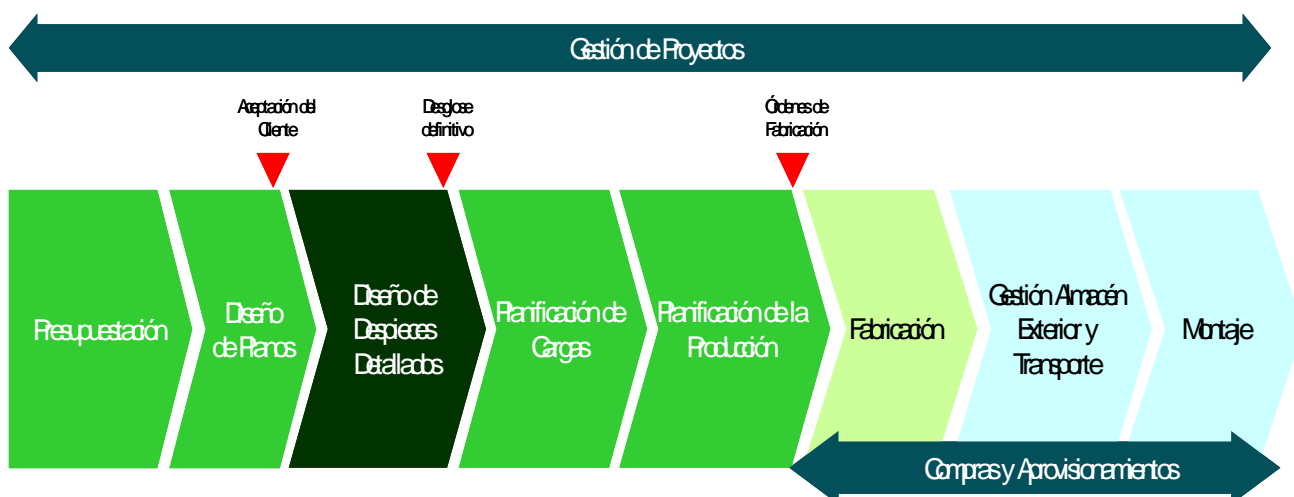 Gestión de Proyectos
Aceptación del
Cliente
Desglose
definitivo
Órdenes de
Fabricación
Presupuestación
Diseño
de Planos
Diseño de
Despieces
Detallados
Planificación de
Cargas
Planificación de la
Producción
Fabricación
Gestión Almacén
Exterior y
Transporte
Montaje
Compras y Aprovisionamientos